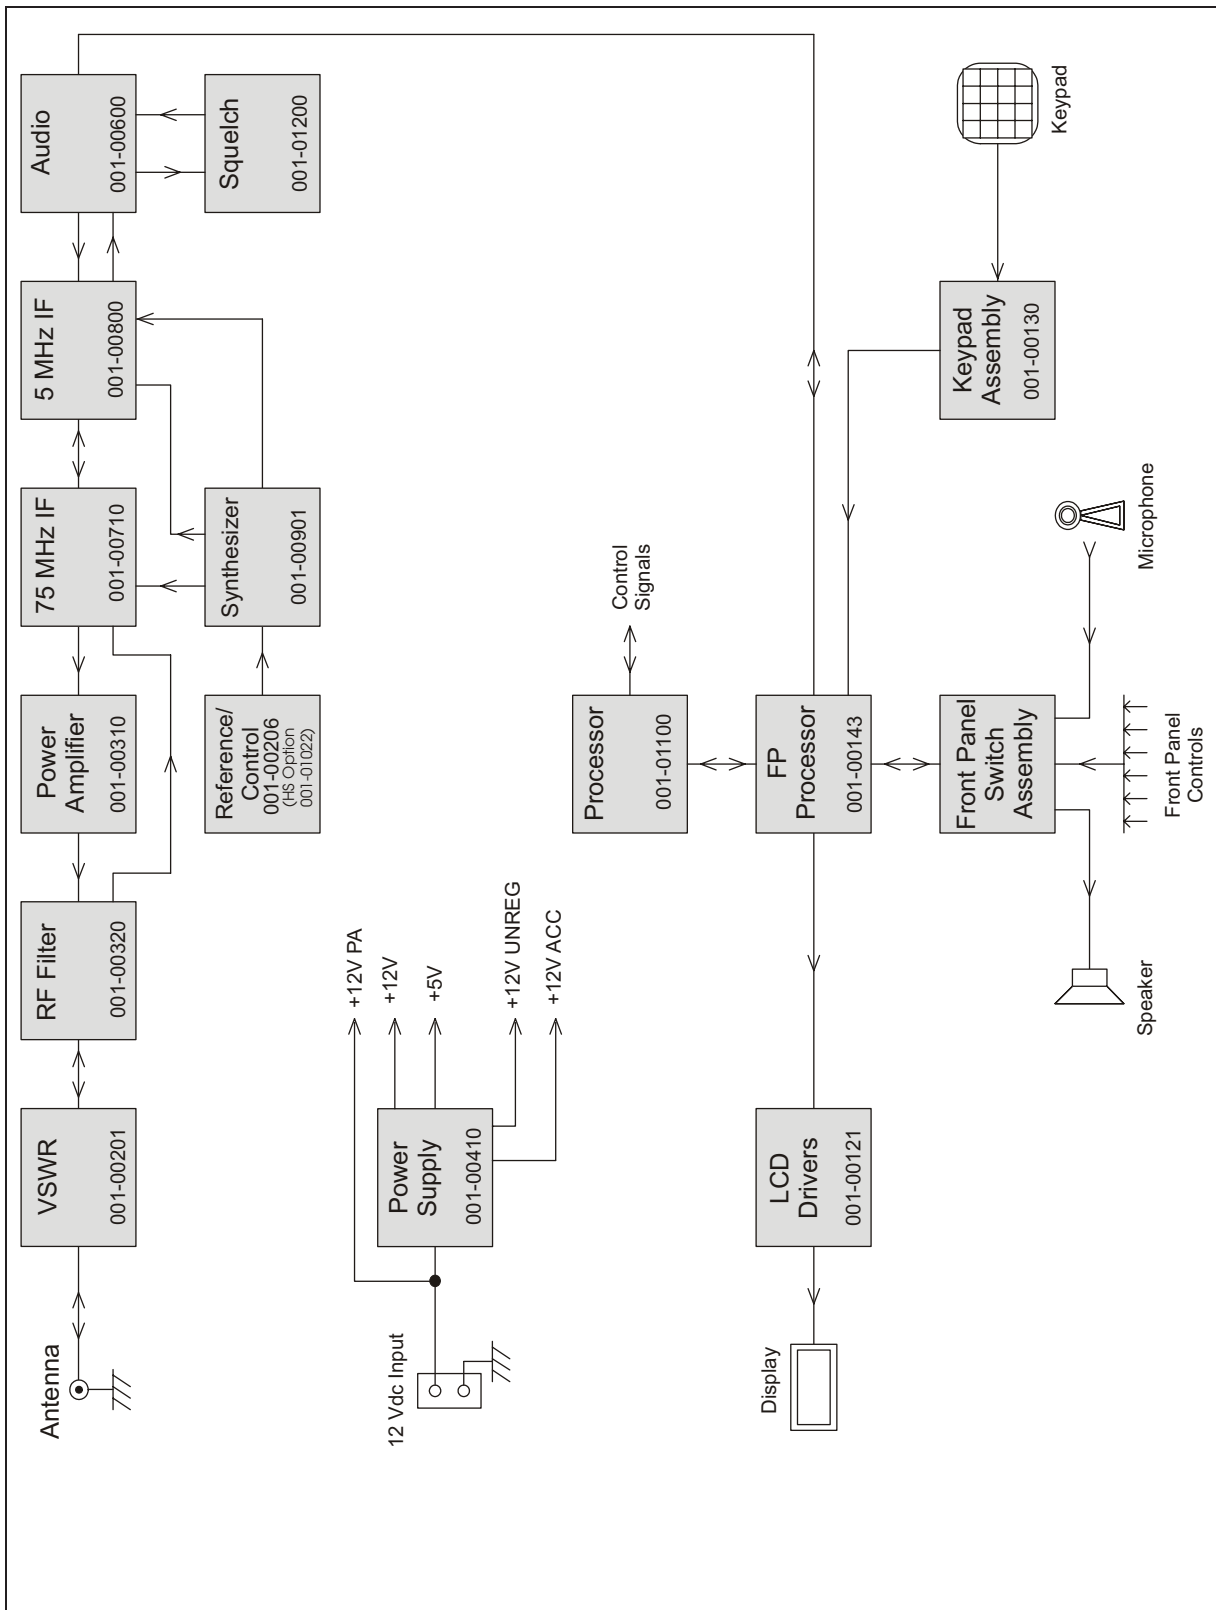 Antenna
VSWR
001-00201
RF Filter
001-00320
Power
Amplifier
001-00310
75 MHz IF
001-00710
5 MHz IF
001-00800
Audio
001-00600
Reference/
Control
001-00206
(HS Option
001-01022)
Synthesizer
001-00901
Squelch
001-01200
12 Vdc Input
Power
Supply
001-00410
+12V PA
+12V
+5V
+12V UNREG
+12V ACC
Processor
001-01100
Control
Signals
Display
LCD
Drivers
001-00121
FP
Processor
001-00143
Speaker
Front Panel
Switch
Assembly
Front Panel
Controls
Microphone
Keypad
Assembly
001-00130
Keypad